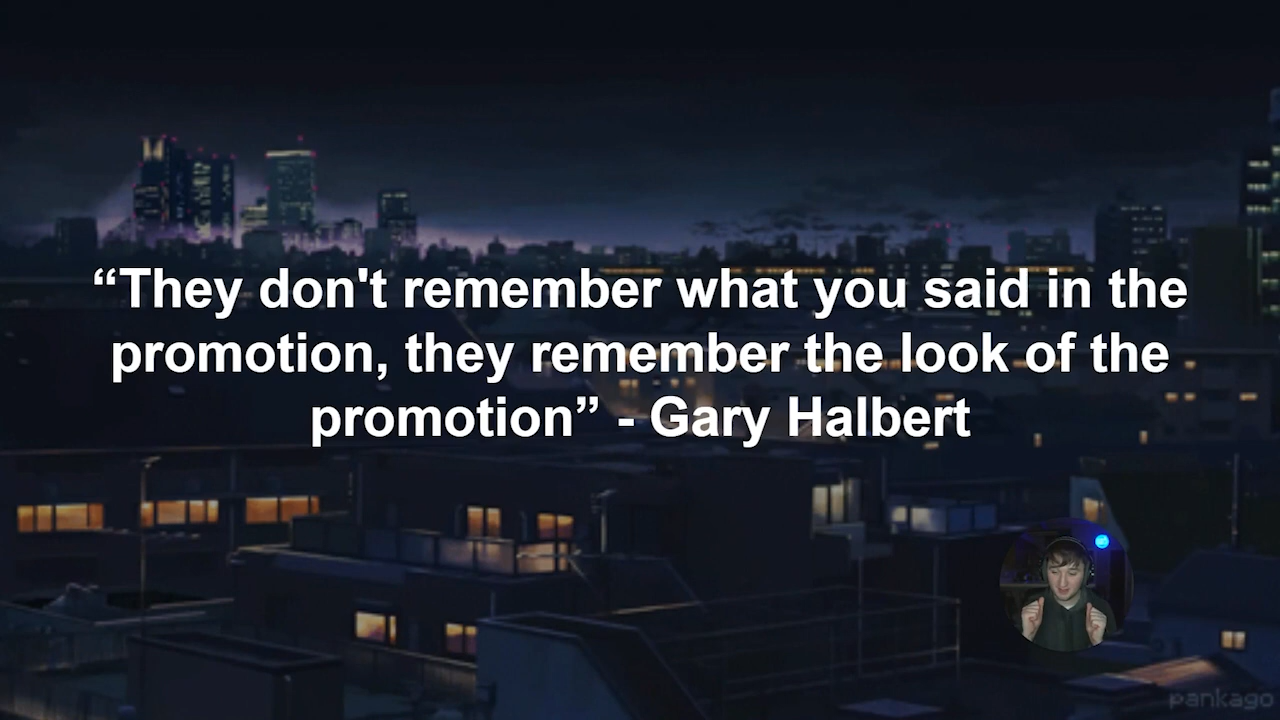 “They don't remember what you said in the
promotion, they remember the look of the
promotion” - Gary Halbert
pankago